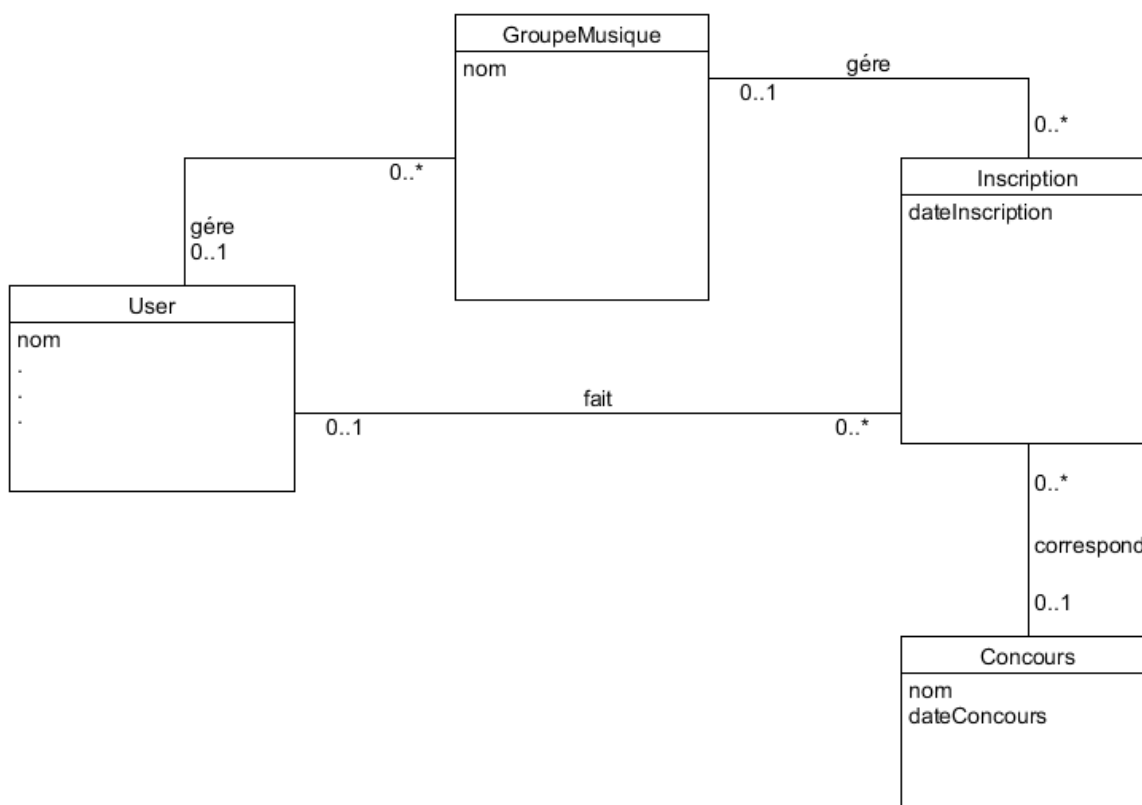 GroupeMusique
nom
gére
0..1
0..*
0..*
Inscription
dateInscription
gére
0..1
User
nom
.
.
.
fait
0..1
0..*
0..*
correspond
0..1
Concours
nom
dateConcours